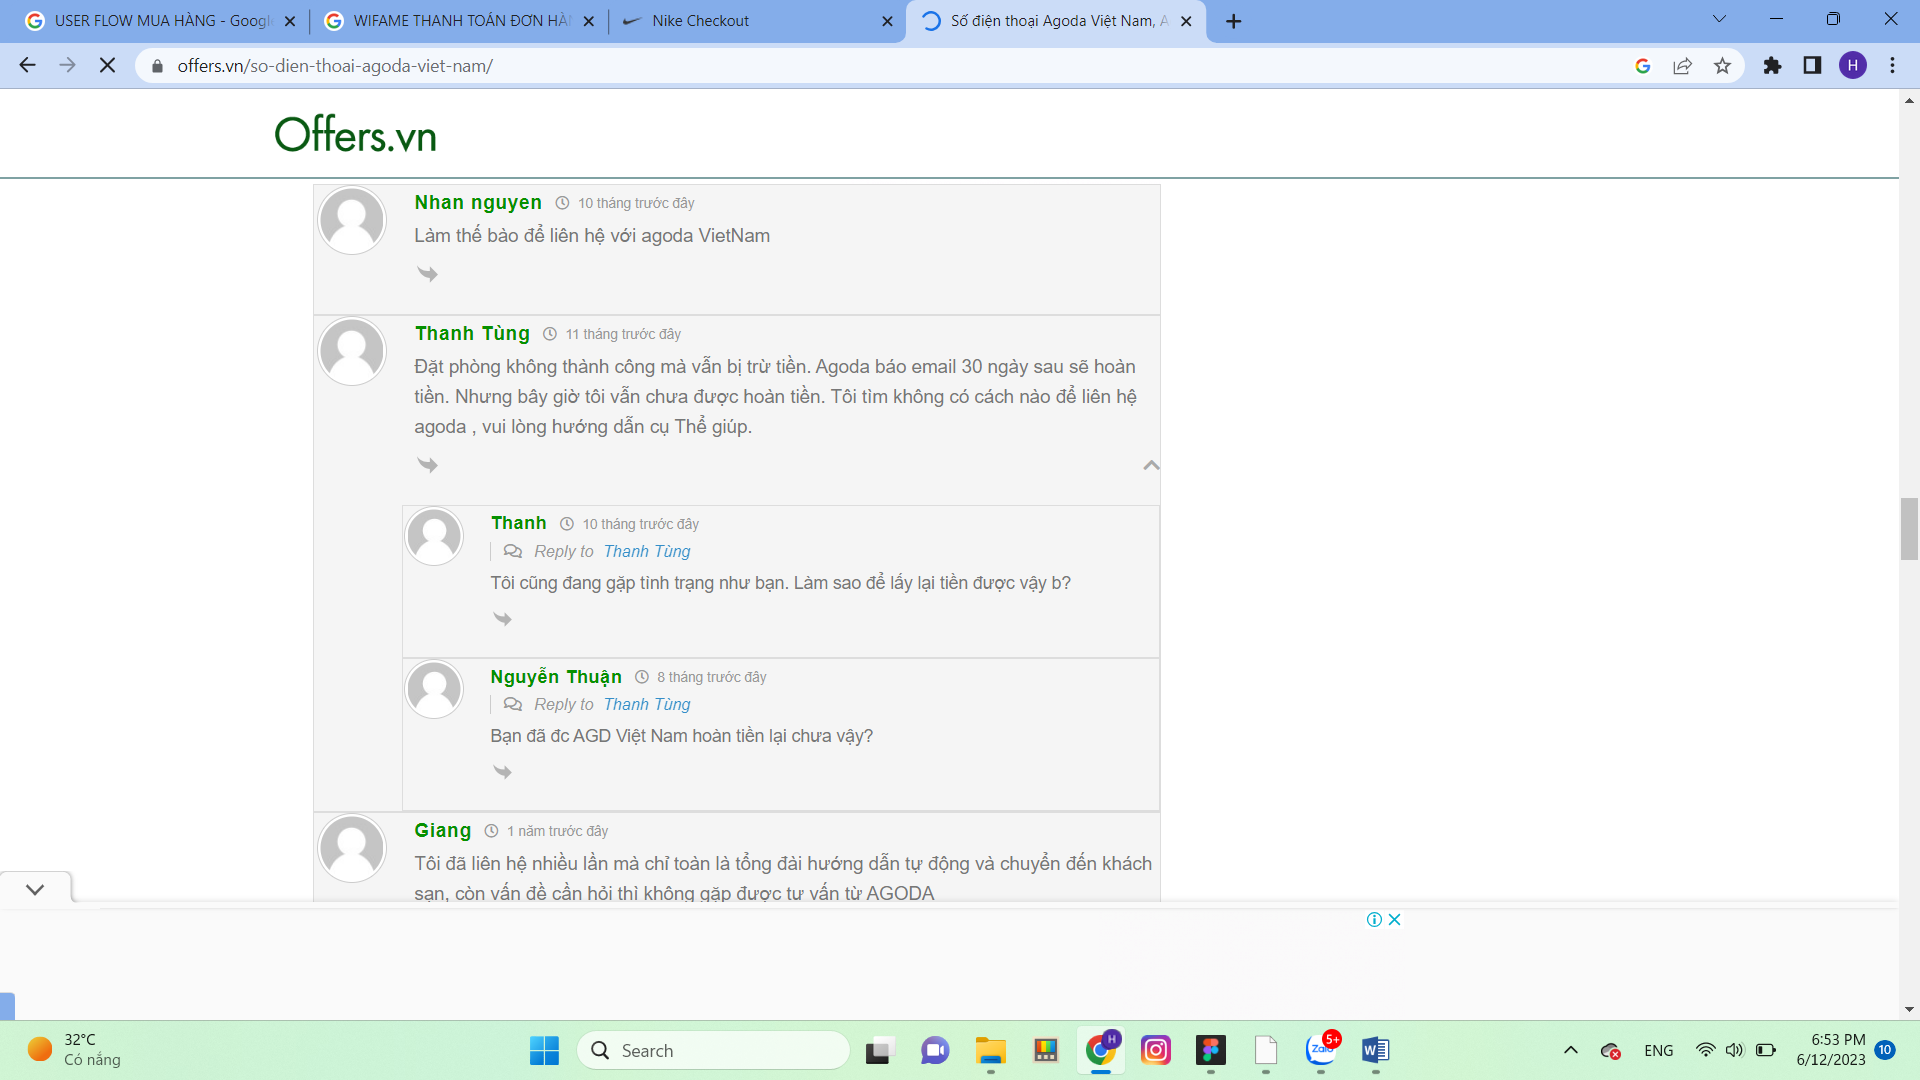 USER FLOW MUA HÀNG - Google
WIFAME THANH TOÁN ĐƠN HÀN
Nike Checkout
Số điện thoại Agoda Việt Nam, A
offers.vn/so-dien-thoai-agoda-viet-nam/
H
Offers.vn
Nhan nguyen 10 tháng trước đây
Làm thế bào để liên hệ với agoda VietNam
Thanh Tùng 11 tháng trước đây
Đặt phòng không thành công mà vẫn bị trừ tiền. Agoda báo email 30 ngày sau sẽ hoàn
tiền. Nhưng bây giờ tôi vẫn chưa được hoàn tiền. Tôi tìm không có cách nào để liên hệ
agoda , vui lòng hướng dẫn cụ Thể giúp.
Thanh 10 tháng trước đây
Reply to Thanh Tùng
Tôi cũng đang gặp tình trạng như bạn. Làm sao để lấy lại tiền được vậy b?
Nguyễn Thuận 8 tháng trước đây
Reply to Thanh Tùng
Bạn đã đc AGD Việt Nam hoàn tiền lại chưa vậy?
Giang 1 năm trước đây
Tôi đã liên hệ nhiều lần mà chỉ toàn là tổng đài hướng dẫn tự động và chuyển đến khách
sạn, còn vấn đề cần hỏi thì không gặp được tư vấn từ AGODA
32°C
Có nắng
Search
H
Zalo
5+
W
ENG
6:53 PM
6/12/2023
10